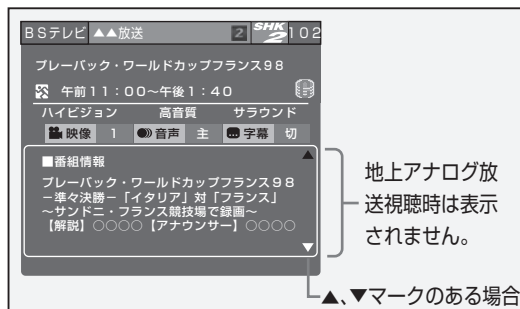 BSテレビ ▲▲放送 2 SHK2 102
プレーバック・ワールドカップフランス98
午前11:00~午後1:40
ハイビジョン 高音質 サラウンド
映像 1 音声 主 字幕 切
■番組情報
プレーバック・ワールドカップフランス98
-準々決勝-「イタリア」対「フランス」
~サンドニ・フランス競技場で録画~
【解説】○○○○【アナウンサー】○○○○
地上アナログ放
送視聴時は表示
されません。
▲、▼マークのある場合